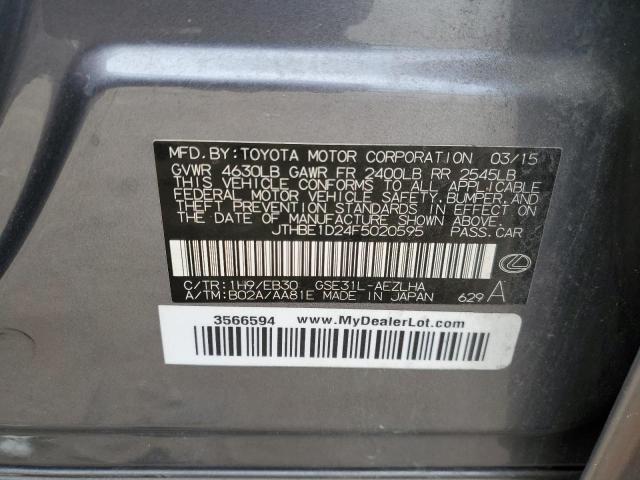 MFD. BY: TOYOTA MOTOR CORPORATION 03/15
GVWR 4630LB GAWR FR 2400LB RR 2545LB
THIS VEHICLE CONFORMS TO ALL APPLICABLE
FEDERAL MOTOR VEHICLE SAFETY, BUMPER, AND
THEFT PREVENTION STANDARDS IN EFFECT ON
THE DATE OF MANUFACTURE SHOWN ABOVE.
JTHBE1D24F5020595 PASS. CAR
C/TR: 1H9/EB30 GSE31L-AEZLHA
A/TM: B02A/AA81E MADE IN JAPAN 629 A
3566594 www.MyDealerLot.com